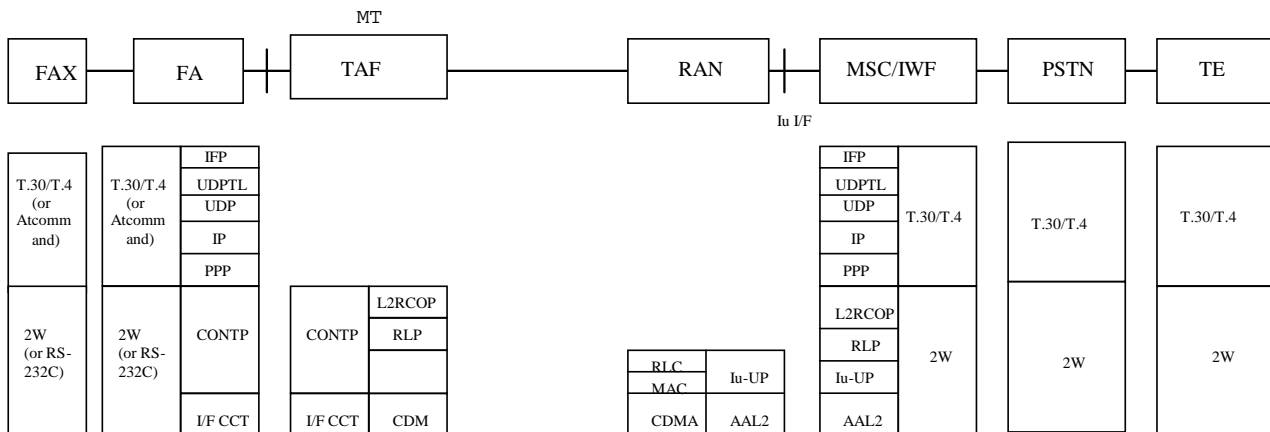 MT
FAX
FA
TAF
RAN
MSC/IWF
PSTN
TE
Iu I/F
T.30/T.4
(or
Atcomm
and)
2W
(or RS-
232C)
T.30/T.4
(or
Atcomm
and)
2W
(or RS-
232C)
IFP
UDPTL
UDP
IP
PPP
CONTP
I/F CCT
CONTP
I/F CCT
L2RCOP
RLP
CDM
RLC
MAC
CDMA
Iu-UP
AAL2
IFP
UDPTL
UDP
IP
PPP
L2RCOP
RLP
Iu-UP
AAL2
T.30/T.4
2W
T.30/T.4
2W
T.30/T.4
2W